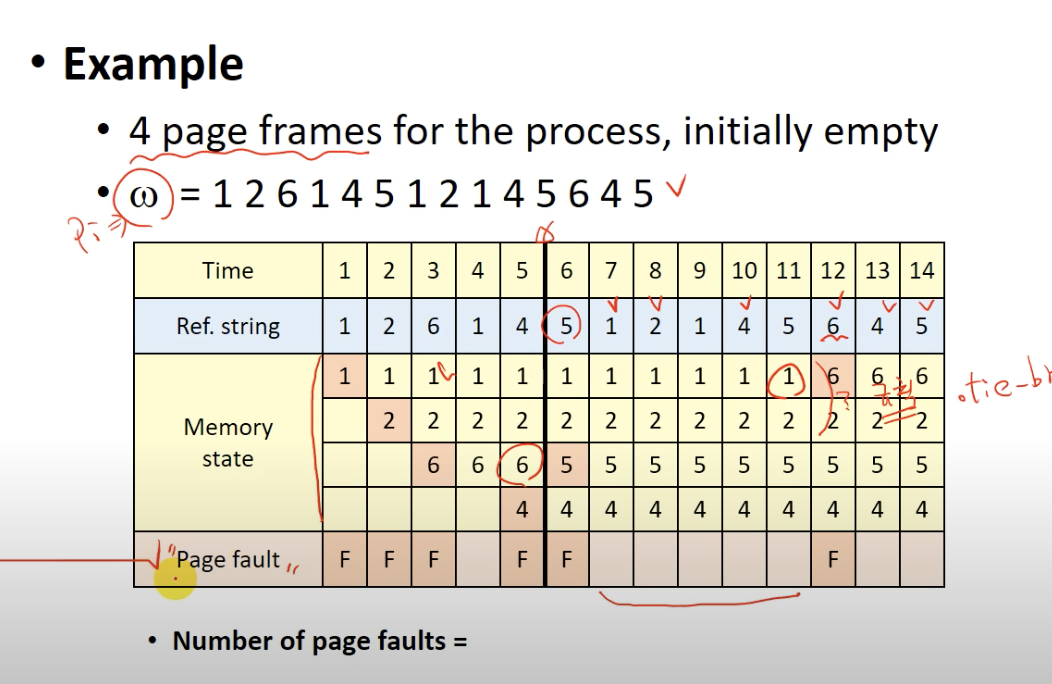 • Example
• 4 page frames for the process, initially empty
• ω = 1 2 6 1 4 5 1 2 1 4 5 6 4 5
Pi ⇒
Time 1 2 3 4 5 6 7 8 9 10 11 12 13 14
Ref. string 1 2 6 1 4 5 1 2 1 4 5 6 4 5
1 1 1 1 1 1 1 1 1 1 1 6 6 6
Memory state
2 2 2 2 2 2 2 2 2 2 2 2 2
6 6 6 5 5 5 5 5 5 5 5 5
4 4 4 4 4 4 4 4 4 4
?
.tie-br
"Page fault" F F F F F F
• Number of page faults =